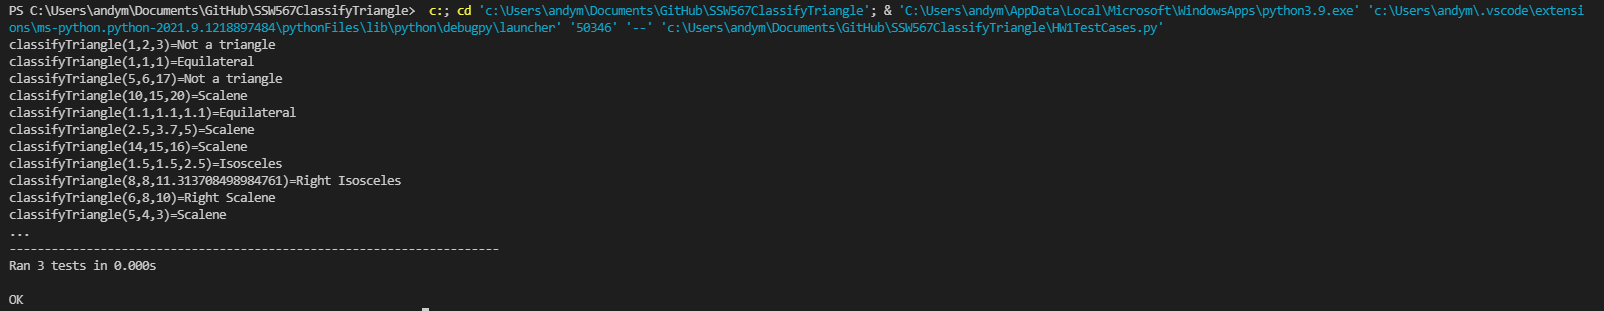 PS C:\Users\andym\Documents\GitHub\SSW567ClassifyTriangle>  c:; cd 'c:\Users\andym\Documents\GitHub\SSW567ClassifyTriangle'; & 'C:\Users\andym\AppData\Local\Microsoft\WindowsApps\python3.9.exe' 'c:\Users\andym\.vscode\extensi
ons\ms-python.python-2021.9.1218897484\pythonFiles\lib\python\debugpy\launcher' '50346' '--' 'c:\Users\andym\Documents\GitHub\SSW567ClassifyTriangle\HW1TestCases.py'
classifyTriangle(1,2,3)=Not a triangle
classifyTriangle(1,1,1)=Equilateral
classifyTriangle(5,6,17)=Not a triangle
classifyTriangle(10,15,20)=Scalene
classifyTriangle(1.1,1.1,1.1)=Equilateral
classifyTriangle(2.5,3.7,5)=Scalene
classifyTriangle(14,15,16)=Scalene
classifyTriangle(1.5,1.5,2.5)=Isosceles
classifyTriangle(8,8,11.313708498984761)=Right Isosceles
classifyTriangle(6,8,10)=Right Scalene
classifyTriangle(5,4,3)=Scalene
...
----------------------------------------------------------------------
Ran 3 tests in 0.000s
OK